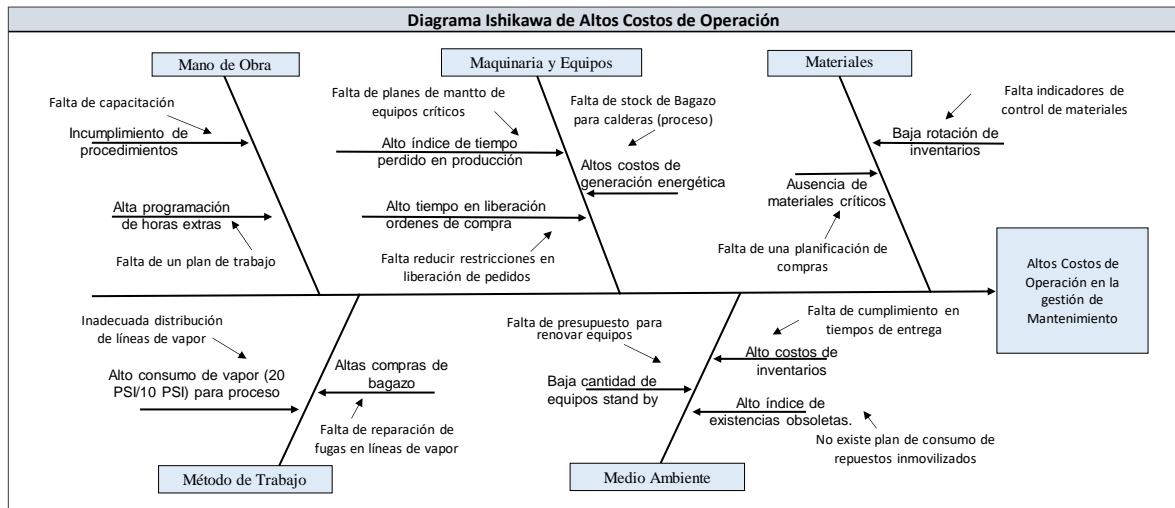 Diagrama Ishikawa de Altos Costos de Operación
Mano de Obra
Maquinaria y Equipos
Materiales
Falta de capacitación
Incumplimiento de
procedimientos
Alta programación
de horas extras
Falta de un plan de trabajo
Falta de planes de mantto de
equipos críticos
Alto índice de tiempo
perdido en producción
Falta de stock de Bagazo
para calderas (proceso)
Altos costos de
generación energética
Alto tiempo en liberación
ordenes de compra
Falta reducir restricciones en
liberación de pedidos
Falta indicadores de
control de materiales
Baja rotación de
inventarios
Ausencia de
materiales críticos
Falta de una planificación de
compras
Altos Costos de
Operación en la
gestión de
Mantenimiento
Inadecuada distribución
de líneas de vapor
Alto consumo de vapor (20
PSI/10 PSI) para proceso
Altas compras de
bagazo
Falta de reparación de
fugas en líneas de vapor
Falta de presupuesto para
renovar equipos
Baja cantidad de
equipos stand by
Falta de cumplimiento en
tiempos de entrega
Alto costos de
inventarios
Alto índice de
existencias obsoletas.
No existe plan de consumo de
repuestos inmovilizados
Método de Trabajo
Medio Ambiente